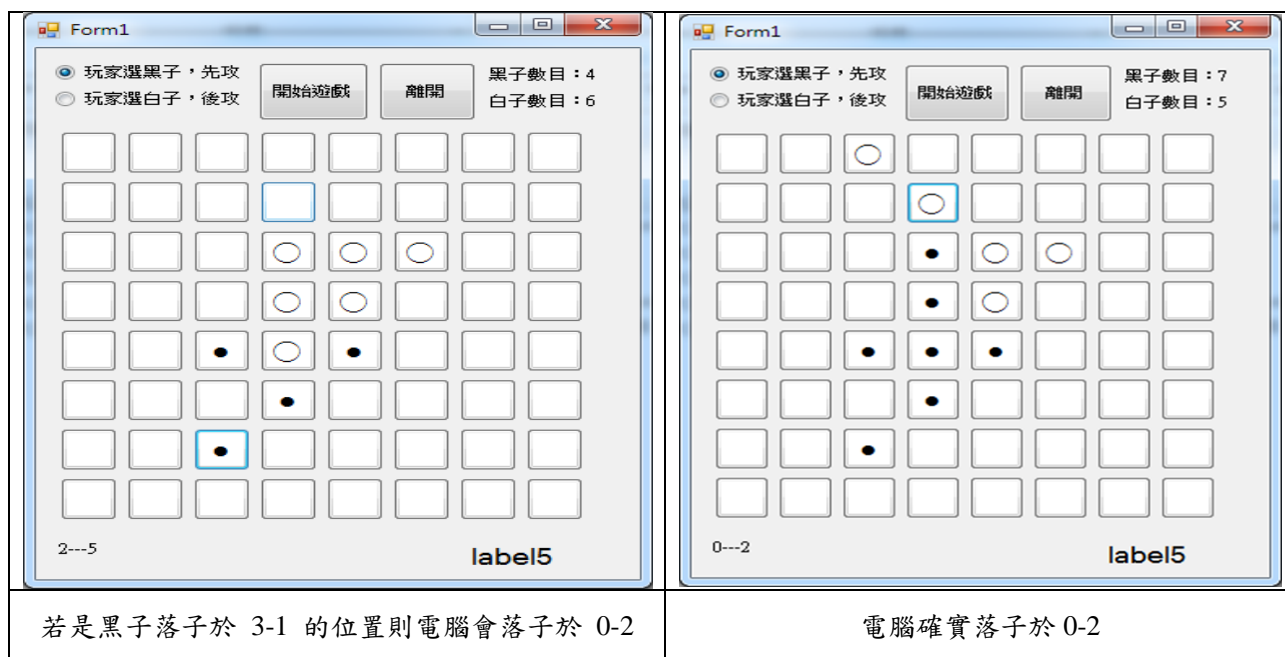 Form1
玩家選黑子，先攻
玩家選白子，後攻
開始遊戲
離開
黑子數目：4
白子數目：6
2---5
label5
Form1
玩家選黑子，先攻
玩家選白子，後攻
開始遊戲
離開
黑子數目：7
白子數目：5
0---2
label5
若是黑子落子於 3-1 的位置則電腦會落子於 0-2
電腦確實落子於0-2